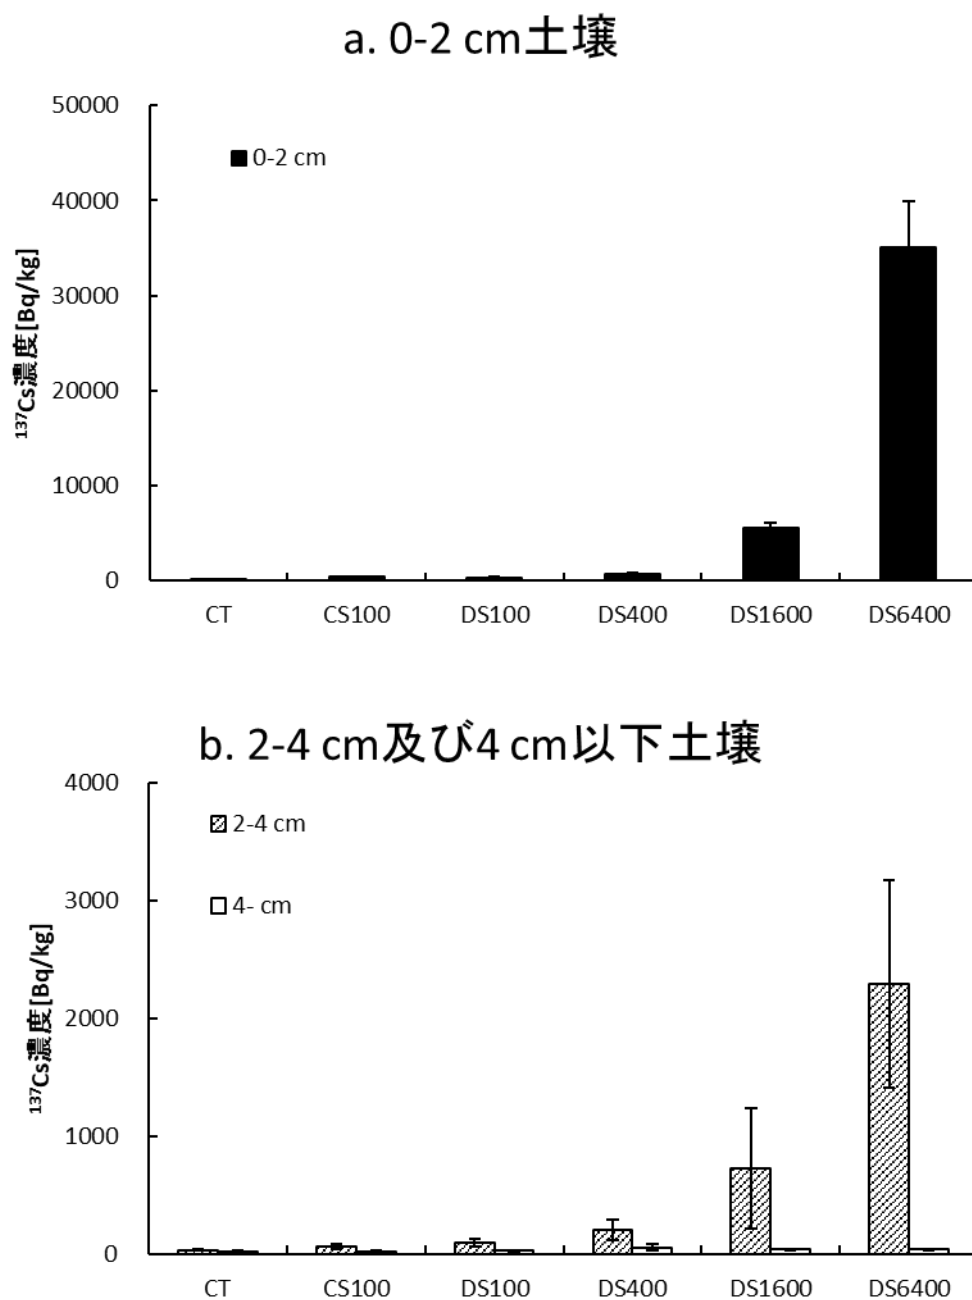 a. 0-2 cm土壌
50000
0-2 cm
40000
30000
20000
10000
0
¹³⁷Cs濃度[Bq/kg]
CT CS100 DS100 DS400 DS1600 DS6400
b. 2-4 cm及び4 cm以下土壌
4000
2-4 cm
4- cm
3000
2000
1000
0
¹³⁷Cs濃度[Bq/kg]
CT CS100 DS100 DS400 DS1600 DS6400